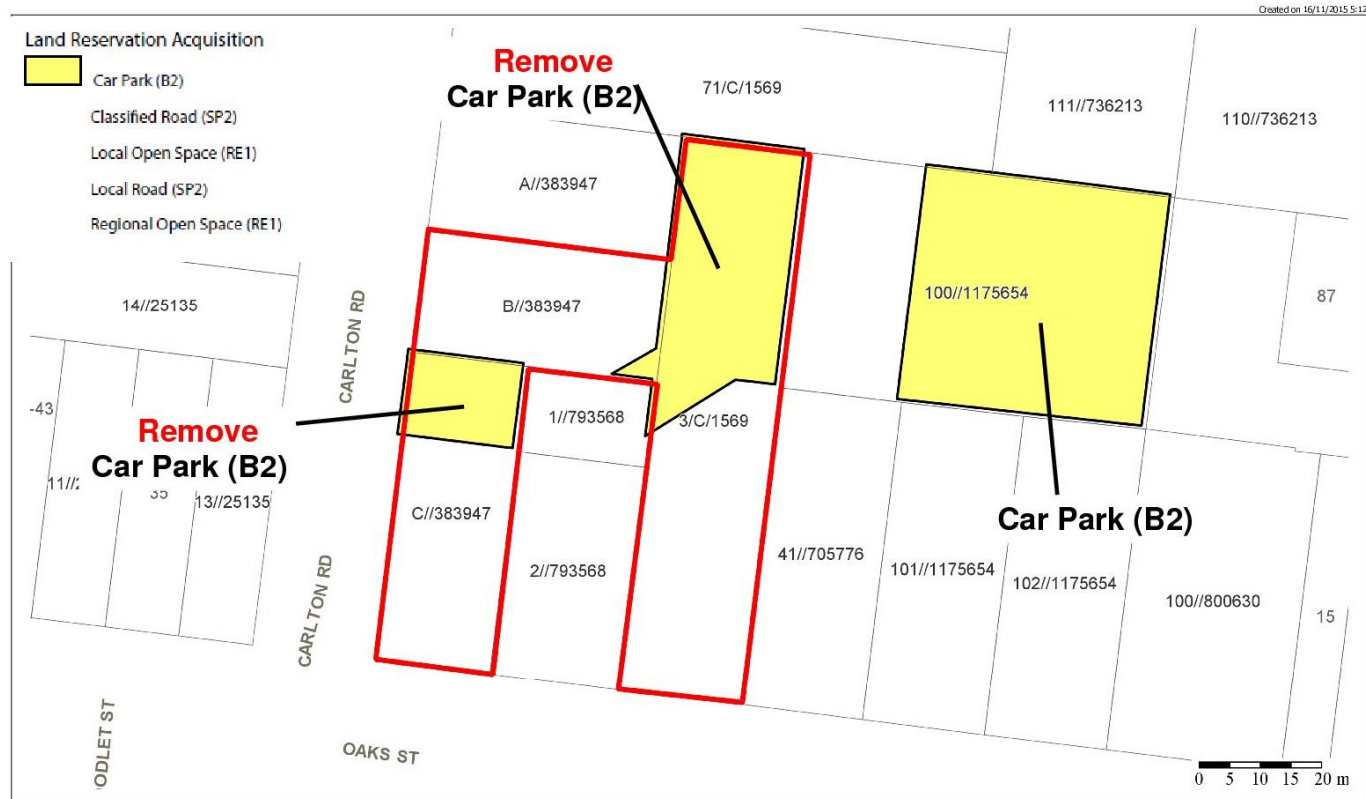 Created on 16/11/2015 5:12
Land Reservation Acquisition
Car Park (B2)
Classified Road (SP2)
Local Open Space (RE1)
Local Road (SP2)
Regional Open Space (RE1)
Remove
Car Park (B2)
71/C/1569
111//736213
110//736213
A//383947
14//25135
CARLTON RD
B//383947
100//1175654
87
-43
Remove
Car Park (B2)
1//793568
3/C/1569
11//2
35
13//25135
C//383947
Car Park (B2)
CARLTON RD
2//793568
41//705776
101//1175654
102//1175654
100//800630
15
ODLET ST
OAKS ST
0 5 10 15 20 m